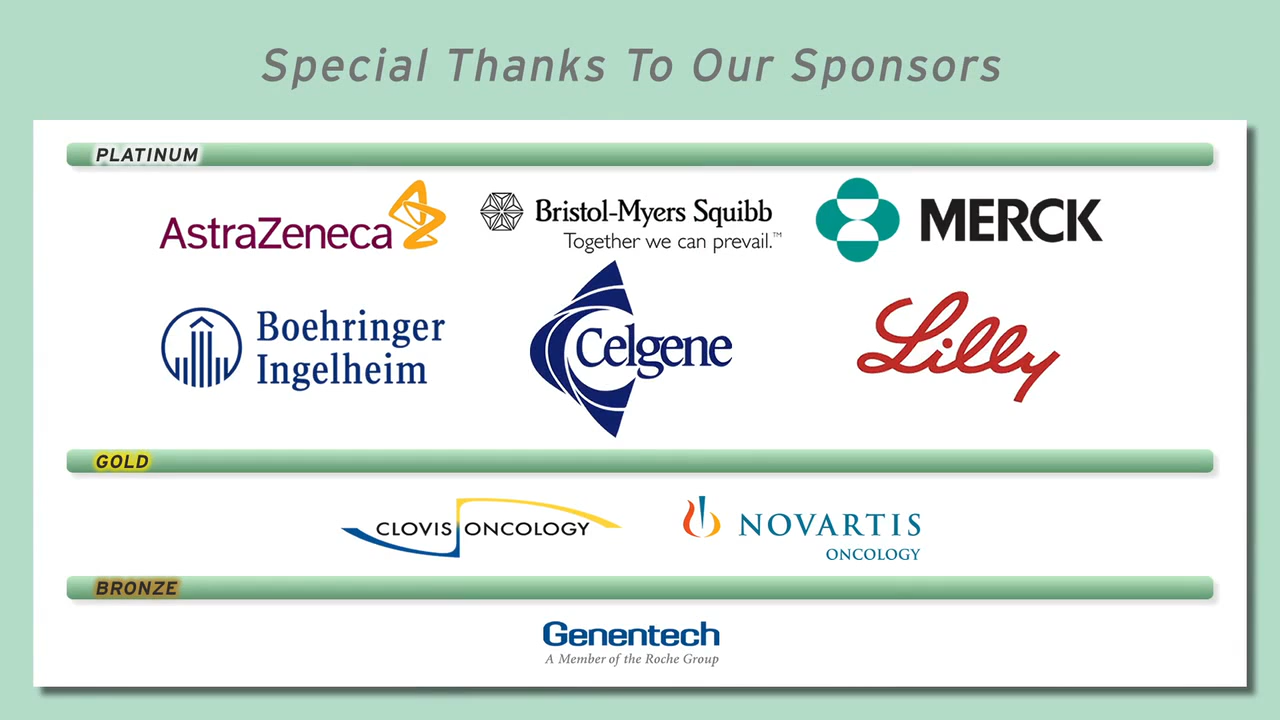 Special Thanks To Our Sponsors
PLATINUM
AstraZeneca
Bristol-Myers Squibb
Together we can prevail.™
MERCK
Boehringer
Ingelheim
Celgene
Lilly
GOLD
CLOVIS ONCOLOGY
NOVARTIS
ONCOLOGY
BRONZE
Genentech
A Member of the Roche Group